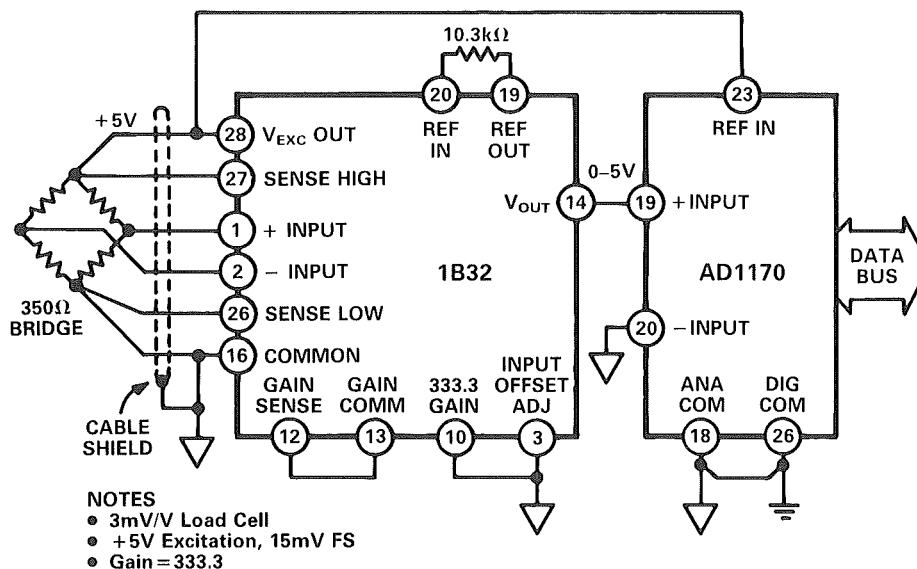 10.3kΩ
20
19
23
REF IN
REF OUT
REF IN
+5V
28
V_EXC OUT
27
SENSE HIGH
0–5V
V_OUT
14
19
+ INPUT
1
+ INPUT
2
– INPUT
1B32
AD1170
DATA BUS
350Ω BRIDGE
26
SENSE LOW
20
–INPUT
16
COMMON
CABLE SHIELD
GAIN SENSE
GAIN COMM
333.3 GAIN
INPUT OFFSET ADJ
ANA COM
DIG COM
12
13
10
3
18
26
NOTES
● 3mV/V Load Cell
● +5V Excitation, 15mV FS
● Gain = 333.3